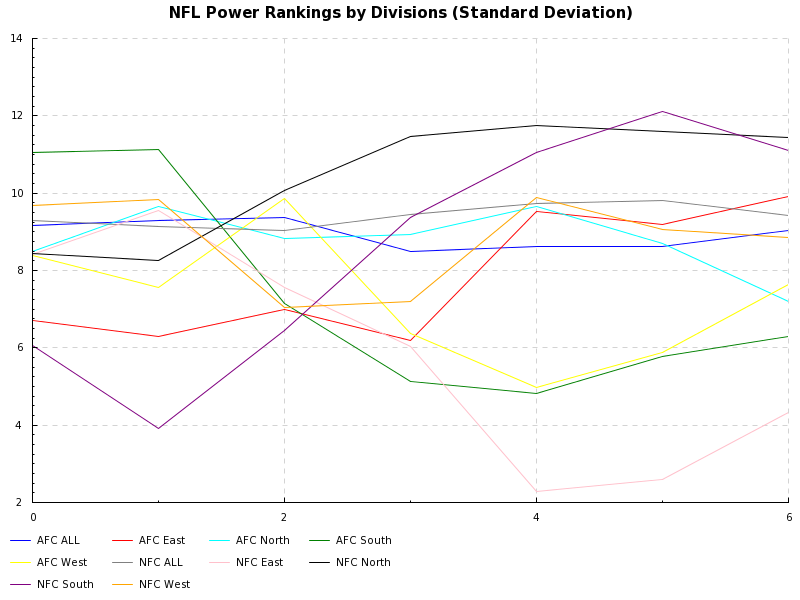 NFL Power Rankings by Divisions (Standard Deviation)
14
12
10
8
6
4
2
0 2 4 6
AFC ALL AFC East AFC North AFC South
AFC West NFC ALL NFC East NFC North
NFC South NFC West